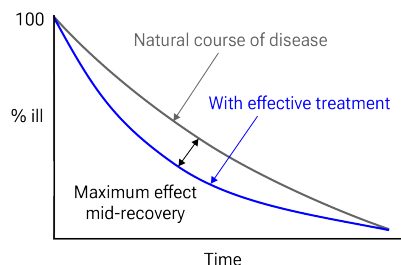 100
Natural course of disease
With effective treatment
% ill
Maximum effect
mid-recovery
Time